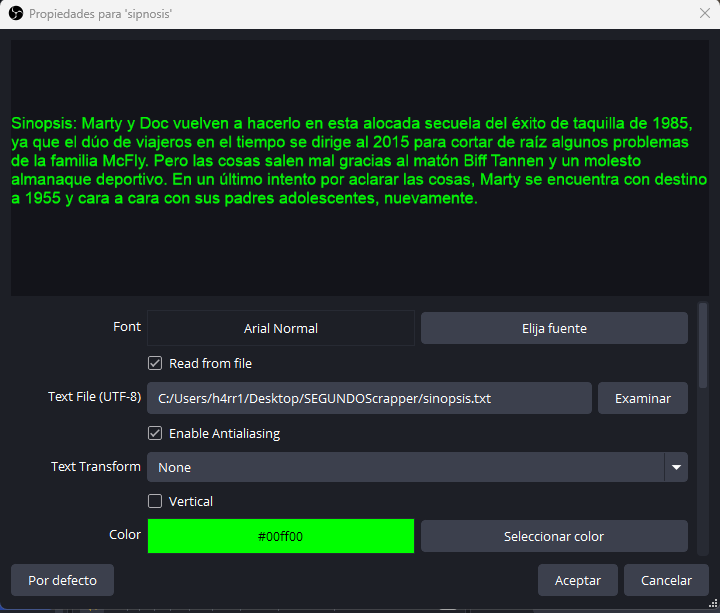 Propiedades para 'sipnosis'
Sinopsis: Marty y Doc vuelven a hacerlo en esta alocada secuela del éxito de taquilla de 1985,
ya que el dúo de viajeros en el tiempo se dirige al 2015 para cortar de raíz algunos problemas
de la familia McFly. Pero las cosas salen mal gracias al matón Biff Tannen y un molesto
almanaque deportivo. En un último intento por aclarar las cosas, Marty se encuentra con destino
a 1955 y cara a cara con sus padres adolescentes, nuevamente.
Font Arial Normal Elija fuente
Read from file
Text File (UTF-8) C:/Users/h4rr1/Desktop/SEGUNDOScrapper/sinopsis.txt Examinar
Enable Antialiasing
Text Transform None
Vertical
Color #00ff00 Seleccionar color
Por defecto Aceptar Cancelar